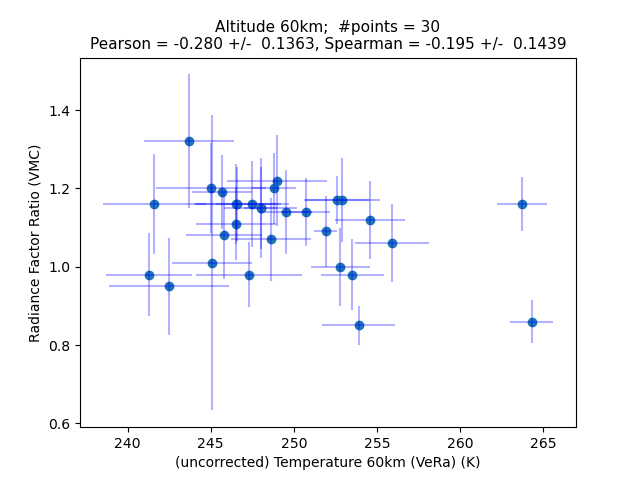 Altitude 60km;  #points = 30
Pearson = -0.280 +/-  0.1363, Spearman = -0.195 +/-  0.1439
Radiance Factor Ratio (VMC)
1.4
1.2
1.0
0.8
0.6
240 245 250 255 260 265
(uncorrected) Temperature 60km (VeRa) (K)